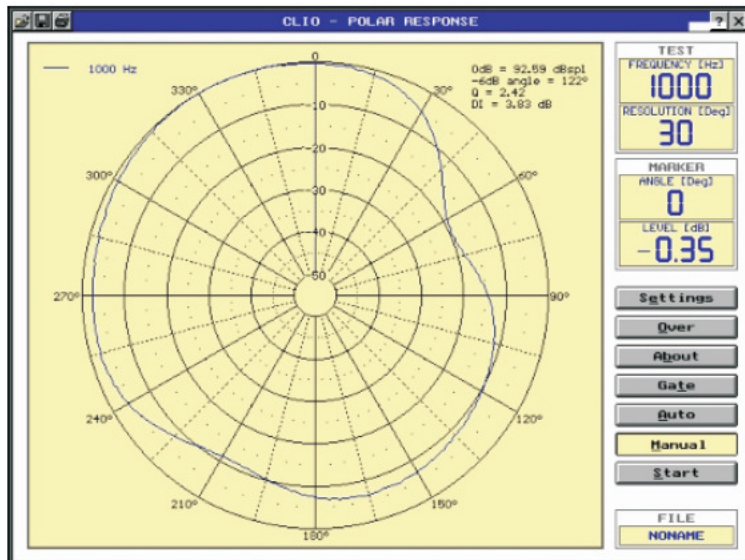 CLIO - POLAR RESPONSE
? X
1000 Hz
0dB = 92.59 dBspl
-6dB angle = 122°
Q = 2.42
DI = 3.83 dB
0
30°
60°
90°
120°
150°
180°
210°
240°
270°
300°
330°
-10
-20
-30
-40
-50
TEST
FREQUENCY [Hz]
1000
RESOLUTION [Deg]
30
MARKER
ANGLE [Deg]
0
LEVEL [dB]
-0.35
Settings
Over
About
Gate
Auto
Manual
Start
FILE
NONAME